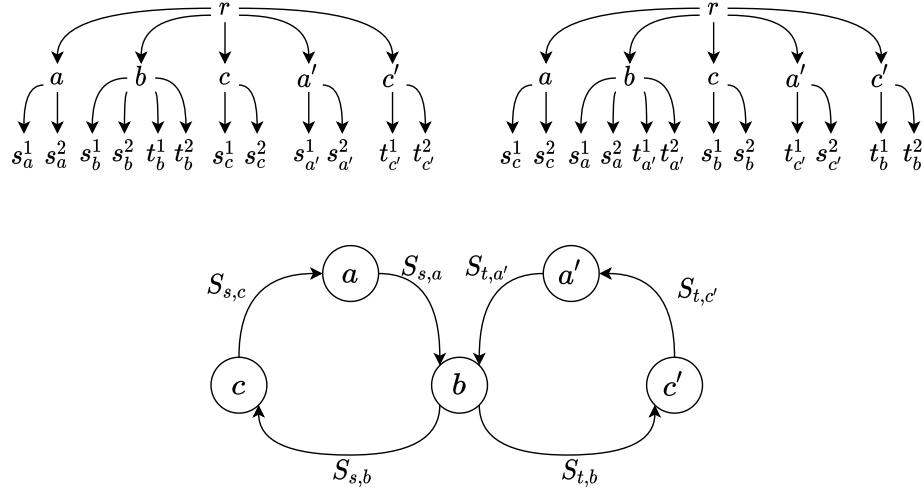 r r
a b c a′ c′ a b c a′ c′
s_a^1 s_a^2 s_b^1 s_b^2 t_b^1 t_b^2 s_c^1 s_c^2 s_{a′}^1 s_{a′}^2 t_{c′}^1 t_{c′}^2 s_c^1 s_c^2 s_a^1 s_a^2 t_{a′}^1 t_{a′}^2 s_b^1 s_b^2 t_{c′}^1 s_{c′}^2 t_b^1 t_b^2
S_{s,c} a S_{s,a} S_{t,a′} a′ S_{t,c′}
c b c′
S_{s,b} S_{t,b}